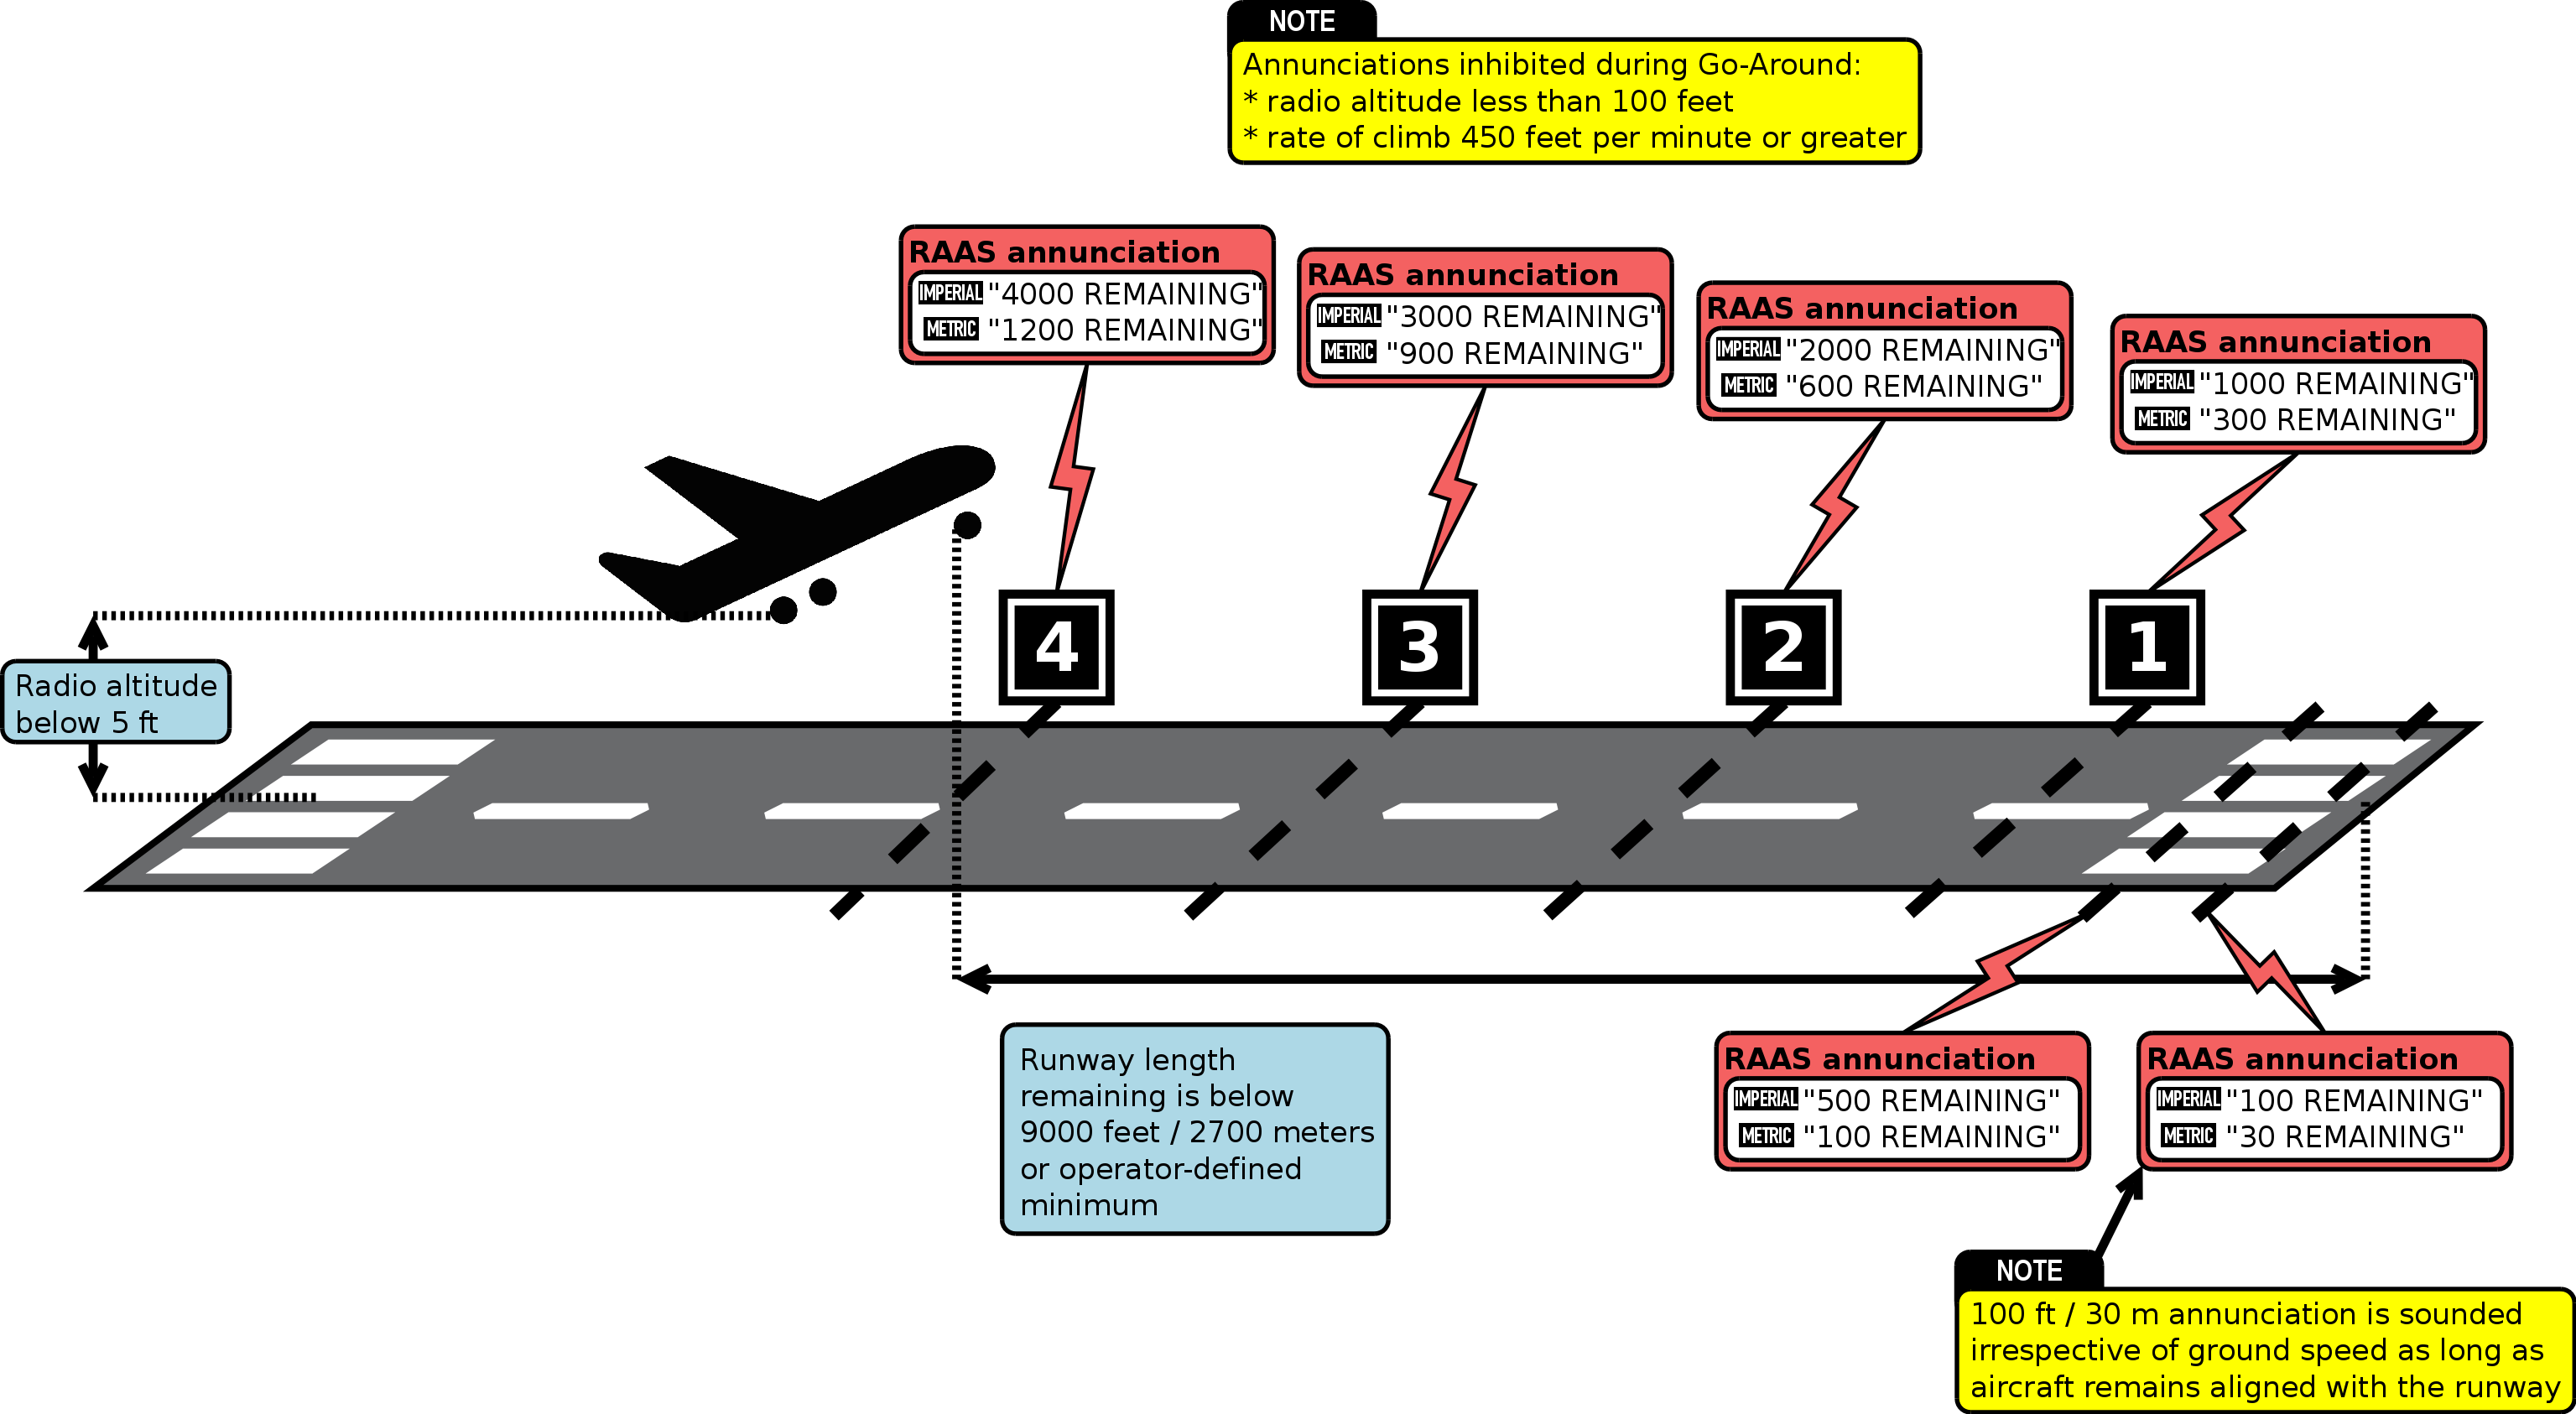 NOTE
Annunciations inhibited during Go-Around:
* radio altitude less than 100 feet
* rate of climb 450 feet per minute or greater
RAAS annunciation
IMPERIAL "4000 REMAINING"
METRIC "1200 REMAINING"
RAAS annunciation
IMPERIAL "3000 REMAINING"
METRIC "900 REMAINING"
RAAS annunciation
IMPERIAL "2000 REMAINING"
METRIC "600 REMAINING"
RAAS annunciation
IMPERIAL "1000 REMAINING"
METRIC "300 REMAINING"
4
3
2
1
Radio altitude
below 5 ft
Runway length
remaining is below
9000 feet / 2700 meters
or operator-defined
minimum
RAAS annunciation
IMPERIAL "500 REMAINING"
METRIC "100 REMAINING"
RAAS annunciation
IMPERIAL "100 REMAINING"
METRIC "30 REMAINING"
NOTE
100 ft / 30 m annunciation is sounded
irrespective of ground speed as long as
aircraft remains aligned with the runway